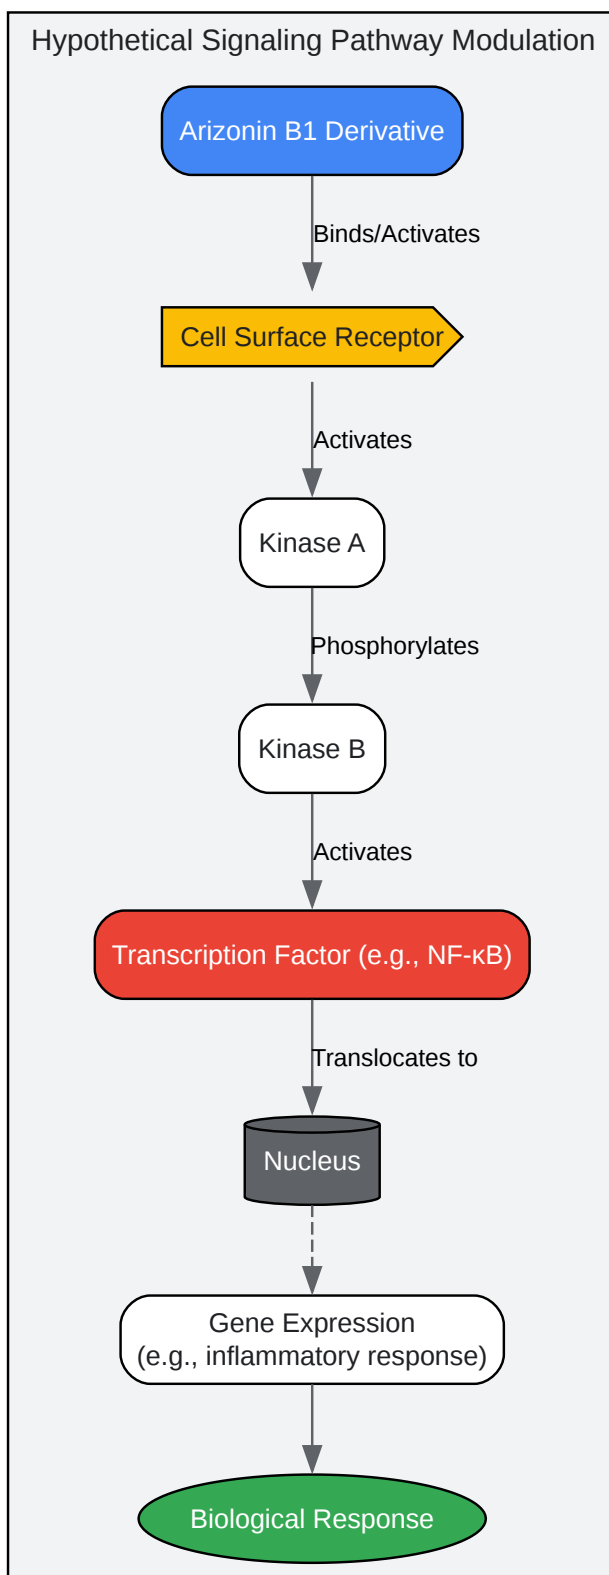 Hypothetical Signaling Pathway Modulation
Arizonin B1 Derivative
Binds/Activates
Cell Surface Receptor
Activates
Kinase A
Phosphorylates
Kinase B
Activates
Transcription Factor (e.g., NF-κB)
Translocates to
Nucleus
Gene Expression
(e.g., inflammatory response)
Biological Response